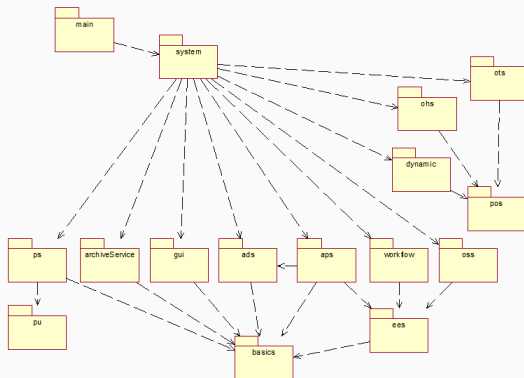 main
system
ots
ohs
dynamic
pos
ps
archiveService
gui
ads
aps
workflow
oss
pu
ees
basics